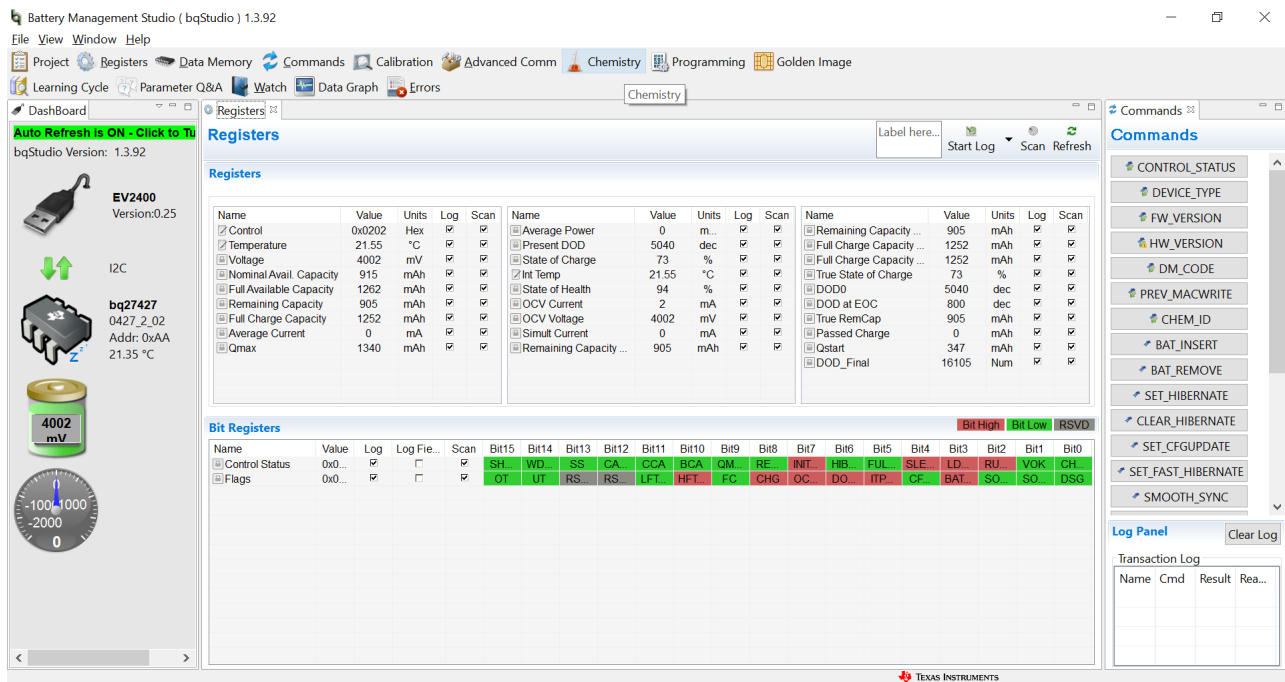 Battery Management Studio ( bqStudio ) 1.3.92
File View Window Help
Project Registers Data Memory Commands Calibration Advanced Comm Chemistry Programming Golden Image
Learning Cycle Parameter Q&A Watch Data Graph Errors
Chemistry
DashBoard
Auto Refresh is ON - Click to Tu
bqStudio Version: 1.3.92
EV2400
Version:0.25
I2C
bq27427
0427_2_02
Addr: 0xAA
21.35 °C
z z
4002
mV
-100 1000
-2000
0
Registers
Registers
Label here...
Start Log
Scan
Refresh
Registers
Name Value Units Log Scan
Control 0x0202 Hex
Temperature 21.55 °C
Voltage 4002 mV
Nominal Avail. Capacity 915 mAh
Full Available Capacity 1262 mAh
Remaining Capacity 905 mAh
Full Charge Capacity 1252 mAh
Average Current 0 mA
Qmax 1340 mAh
Name Value Units Log Scan
Average Power 0 m...
Present DOD 5040 dec
State of Charge 73 %
Int Temp 21.55 °C
State of Health 94 %
OCV Current 2 mA
OCV Voltage 4002 mV
Simult Current 0 mA
Remaining Capacity ... 905 mAh
Name Value Units Log Scan
Remaining Capacity ... 905 mAh
Full Charge Capacity ... 1252 mAh
Full Charge Capacity ... 1252 mAh
True State of Charge 73 %
DOD0 5040 dec
DOD at EOC 800 dec
True RemCap 905 mAh
Passed Charge 0 mAh
Qstart 347 mAh
DOD_Final 16105 Num
Bit Registers
Bit High Bit Low RSVD
Name Value Log Log Fie... Scan Bit15 Bit14 Bit13 Bit12 Bit11 Bit10 Bit9 Bit8 Bit7 Bit6 Bit5 Bit4 Bit3 Bit2 Bit1 Bit0
Control Status 0x0... SH... WD... SS CA... CCA BCA QM... RE... INIT... HIB... FUL... SLE... LD... RU... VOK CH...
Flags 0x0... OT UT RS... RS... LFT... HFT... FC CHG OC... DO... ITP... CF... BAT... SO... SO... DSG
Commands
Commands
CONTROL_STATUS
DEVICE_TYPE
FW_VERSION
HW_VERSION
DM_CODE
PREV_MACWRITE
CHEM_ID
BAT_INSERT
BAT_REMOVE
SET_HIBERNATE
CLEAR_HIBERNATE
SET_CFGUPDATE
SET_FAST_HIBERNATE
SMOOTH_SYNC
Log Panel
Clear Log
Transaction Log
Name Cmd Result Rea...
TEXAS INSTRUMENTS